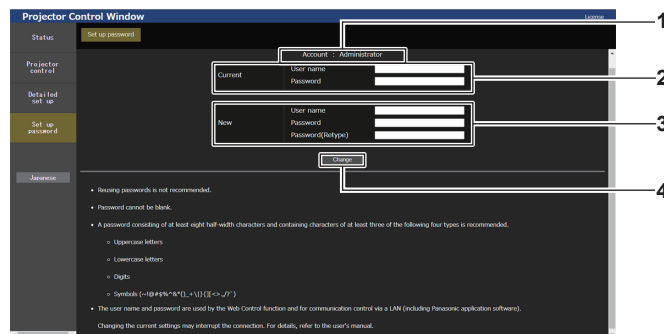 Projector Control Window
License
1
Status
Set up password
Account : Administrator
Projector
control
Current
User name
Password
2
Detailed
set up
New
User name
Password
Password(Retype)
3
Set up
password
Change
4
Japanese
• Reusing passwords is not recommended.
• Password cannot be blank.
• A password consisting of at least eight half-width characters and containing characters of at least three of the following four types is recommended.
○ Uppercase letters
○ Lowercase letters
○ Digits
○ Symbols (~!@#$%^&*()_+\|}{][<>.,/?`)
• The user name and password are used by the Web Control function and for communication control via a LAN (including Panasonic application software).
Changing the current settings may interrupt the connection. For details, refer to the user's manual.